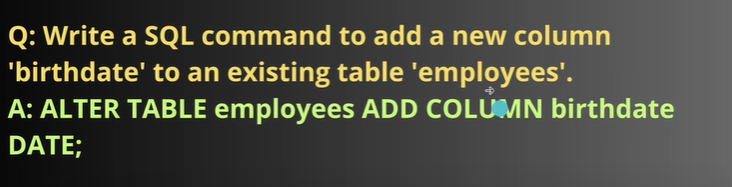 Q: Write a SQL command to add a new column
'birthdate' to an existing table 'employees'.
A: ALTER TABLE employees ADD COLUMN birthdate
DATE;